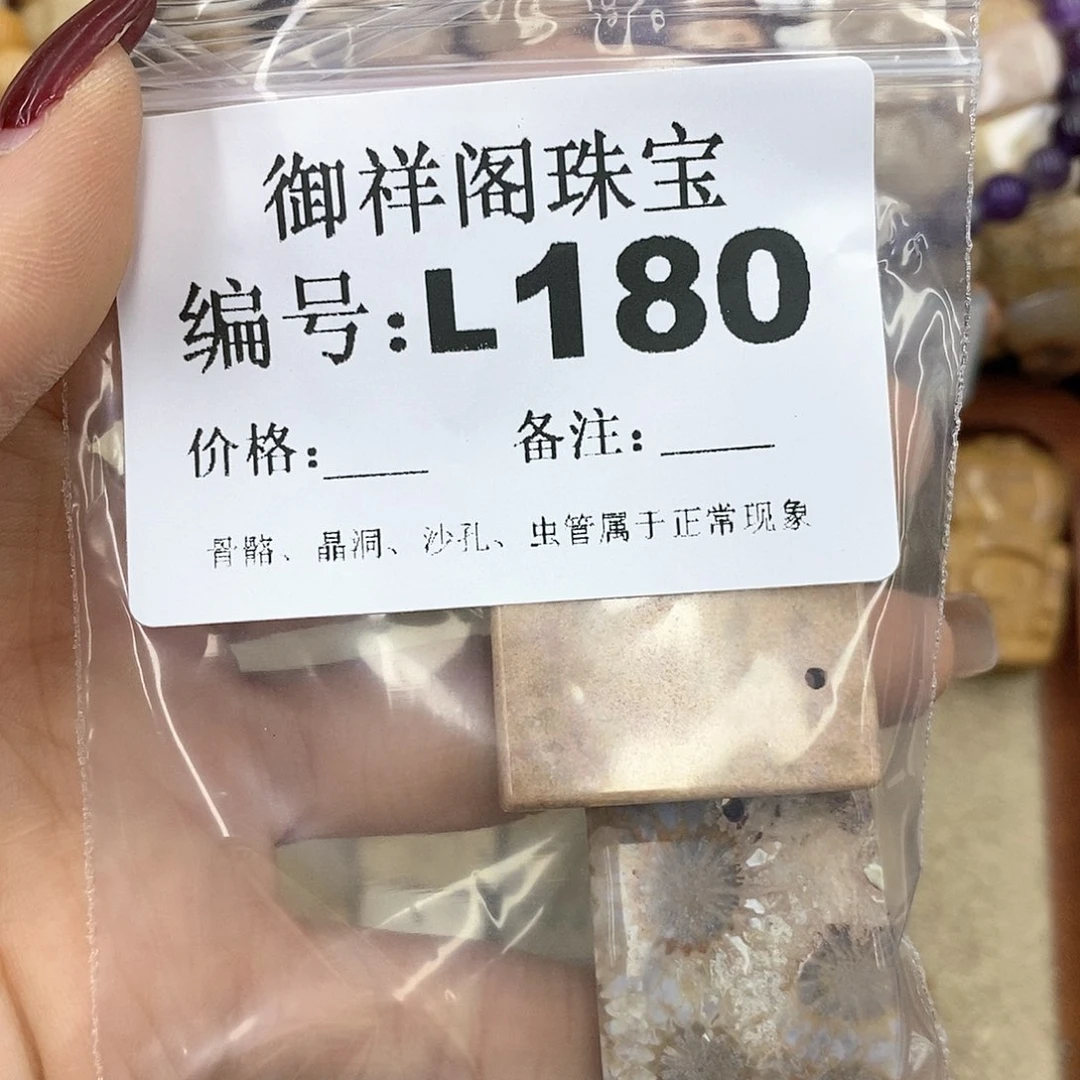 御祥阁珠宝
编号:L180
价格:____ 备注:____
骨骼、晶洞、沙孔、虫管属于正常现象